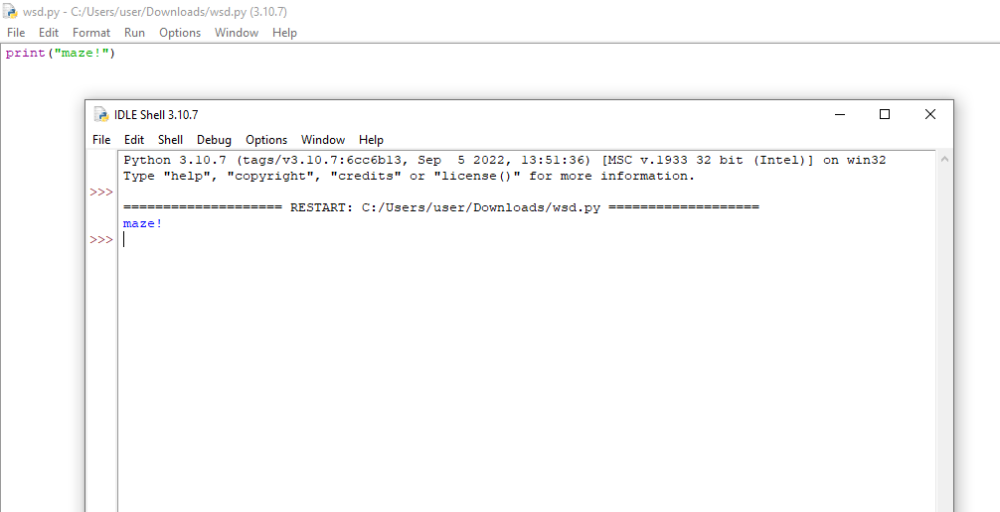 wsd.py - C:/Users/user/Downloads/wsd.py (3.10.7)
File Edit Format Run Options Window Help
print("maze!")
IDLE Shell 3.10.7
File Edit Shell Debug Options Window Help
Python 3.10.7 (tags/v3.10.7:6cc6b13, Sep  5 2022, 13:51:36) [MSC v.1933 32 bit (Intel)] on win32
Type "help", "copyright", "credits" or "license()" for more information.
>>>
==================== RESTART: C:/Users/user/Downloads/wsd.py ===================
maze!
>>>